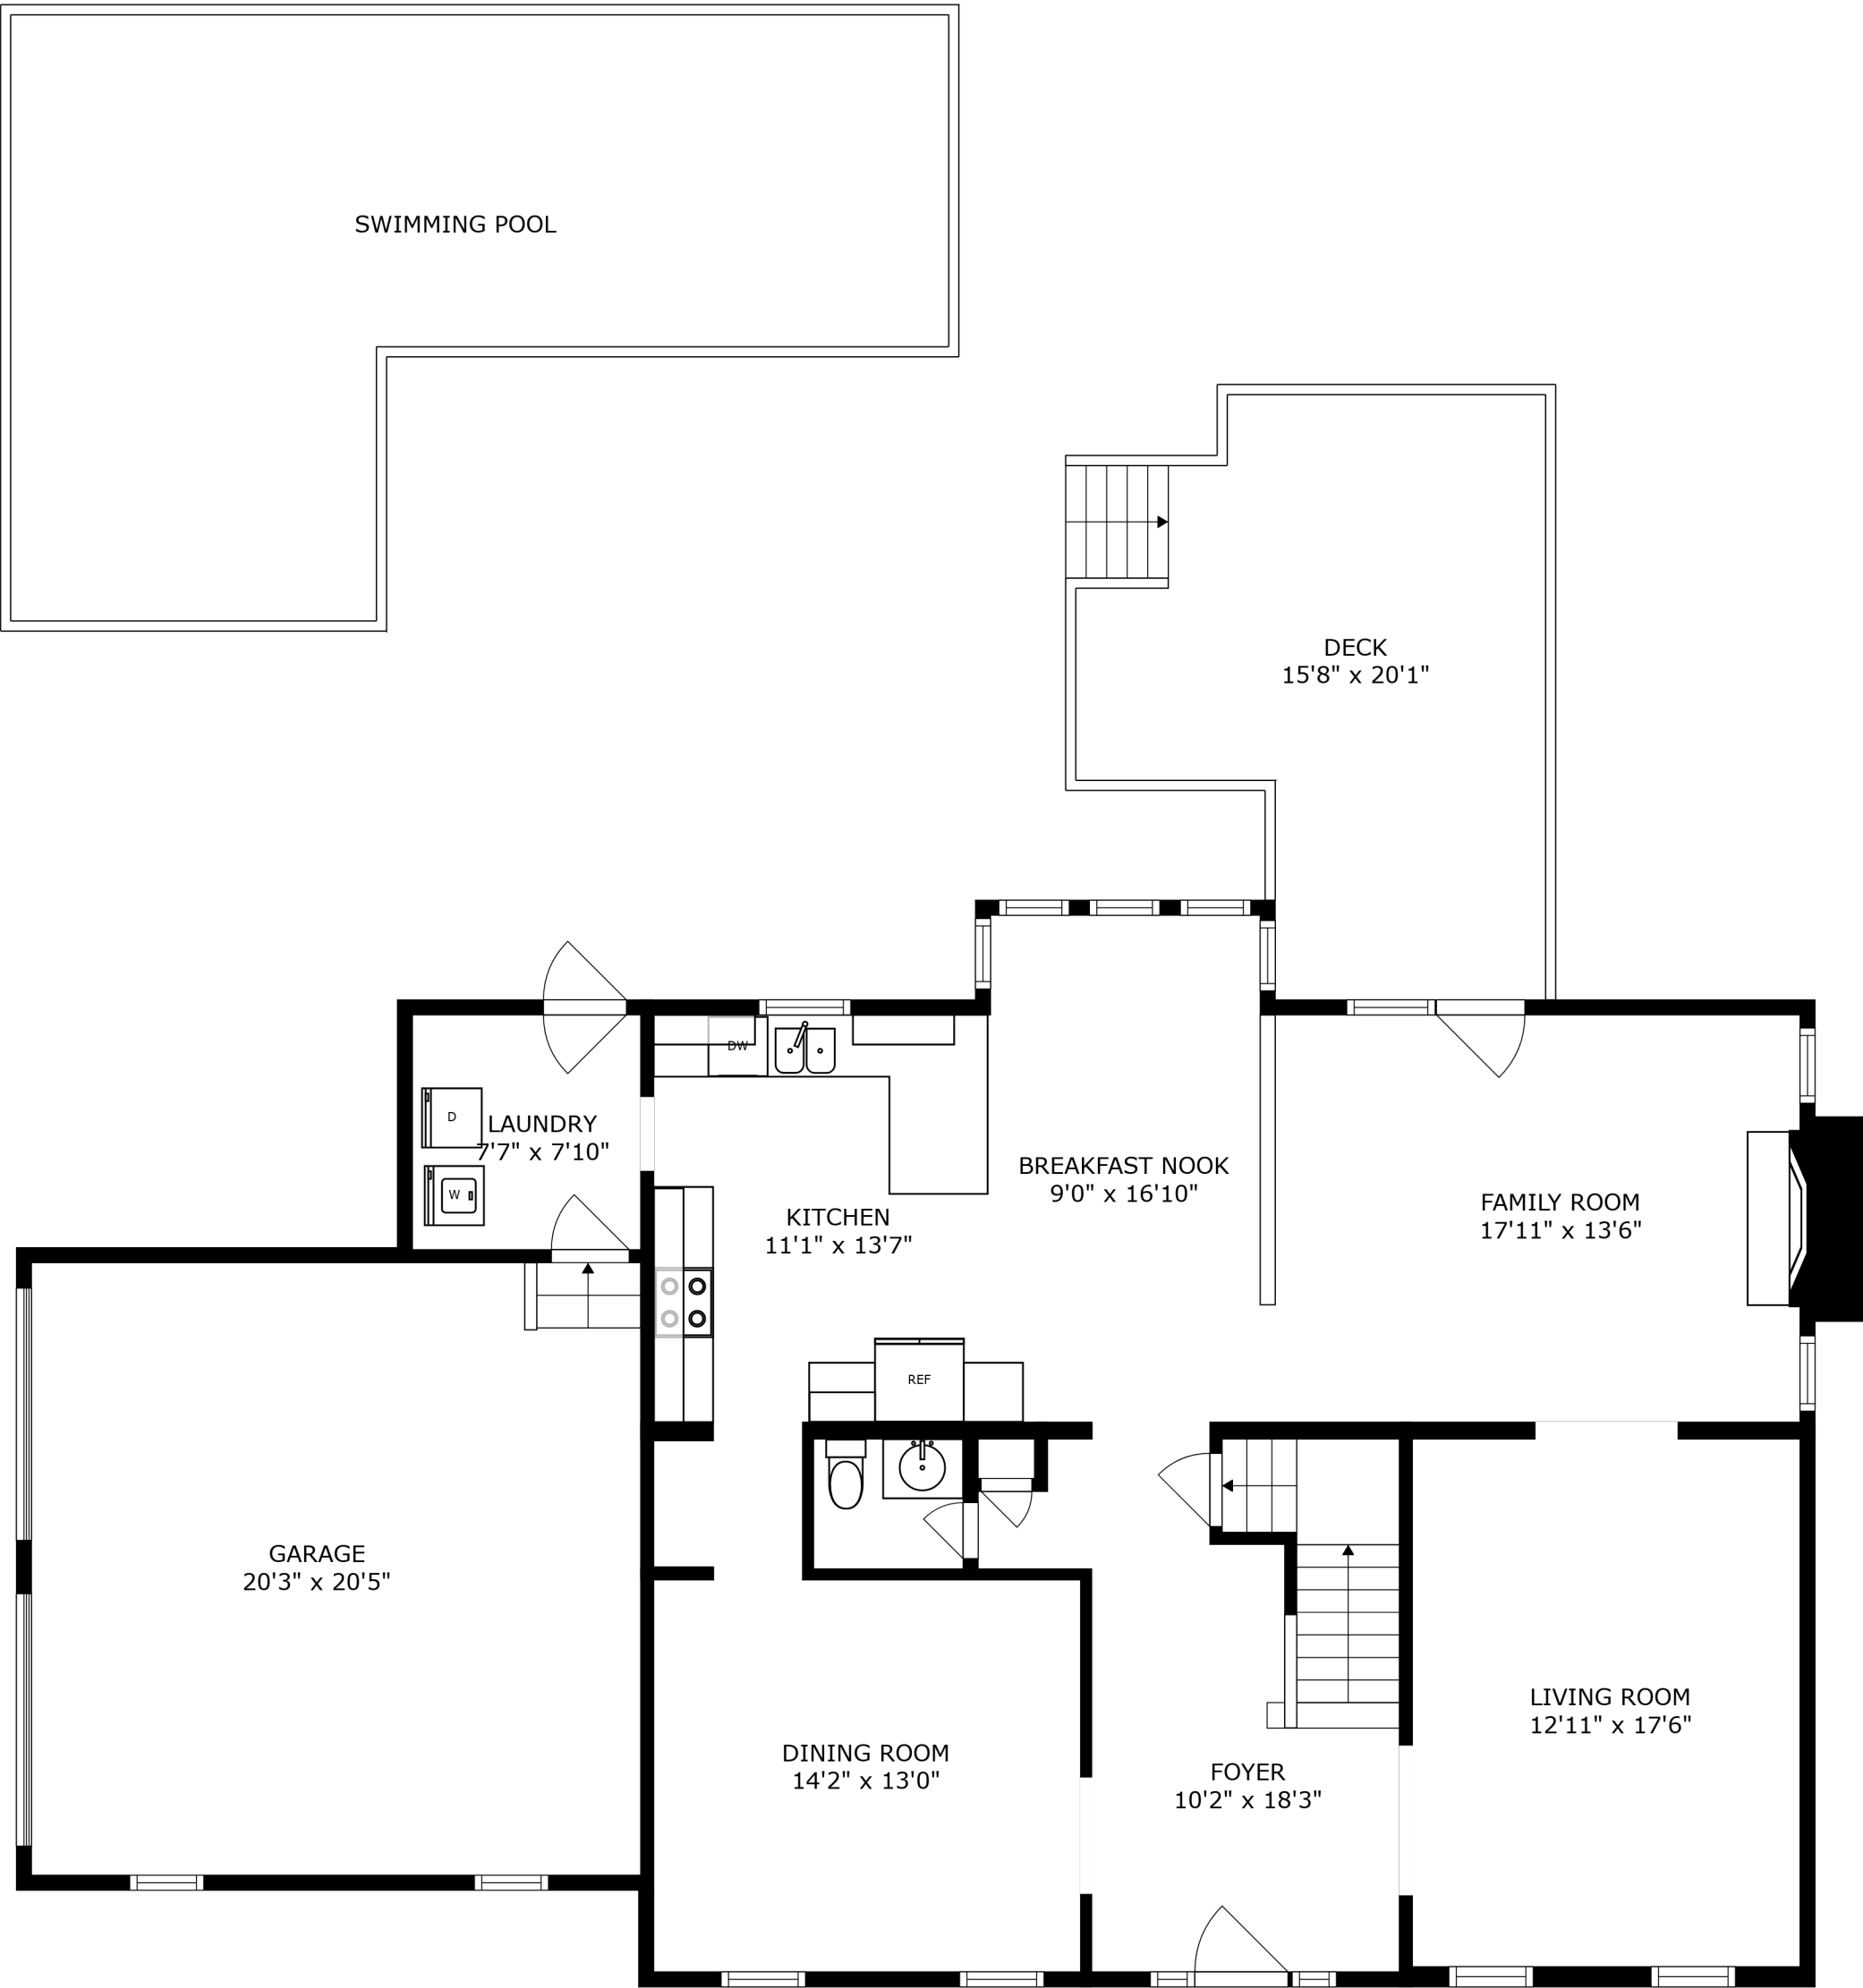 SWIMMING POOL
DECK
15'8" x 20'1"
DW
D
LAUNDRY
7'7" x 7'10"
W
BREAKFAST NOOK
9'0" x 16'10"
KITCHEN
11'1" x 13'7"
FAMILY ROOM
17'11" x 13'6"
REF
GARAGE
20'3" x 20'5"
LIVING ROOM
12'11" x 17'6"
DINING ROOM
14'2" x 13'0"
FOYER
10'2" x 18'3"